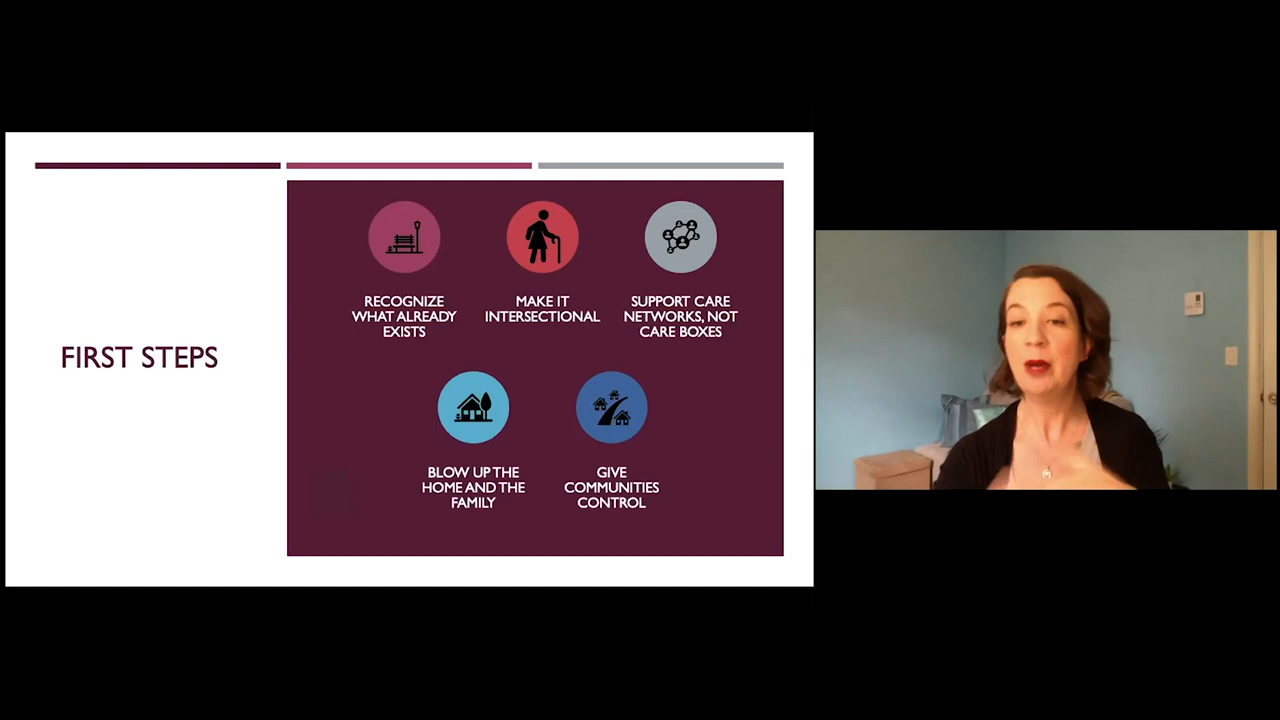 FIRST STEPS
RECOGNIZE
WHAT ALREADY
EXISTS
MAKE IT
INTERSECTIONAL
SUPPORT CARE
NETWORKS, NOT
CARE BOXES
BLOW UP THE
HOME AND THE
FAMILY
GIVE
COMMUNITIES
CONTROL